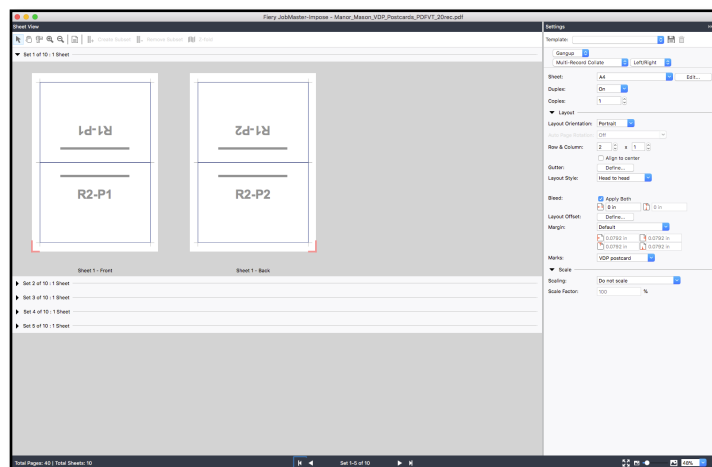 Fiery JobMaster-Impose - Manor_Mason_VDP_Postcards_PDFVT_20rec.pdf
Sheet View
Settings
Create Subset
Remove Subset
2 Fold
Template:
Set 1 of 10 : 1 Sheet
Gangup
Multi-Record Collate
Left/Right
Sheet:
A4
Edit...
Duplex:
On
Copies:
1
Layout
R1-P1
R1-P2
Layout Orientation:
Portrait
Off
Row & Column:
2
x
1
Align to center
Gutter:
Define...
Layout Style:
Head to head
R2-P1
R2-P2
Bleed:
Apply Both
0 in
0 in
Layout Offset:
Define...
Margin:
Default
0.0792 in
0.0792 in
0.0792 in
0.0792 in
Marks:
VDP postcard
Sheet 1 - Front
Sheet 1 - Back
Scale
Set 2 of 10 : 1 Sheet
Scaling:
Do not scale
Set 3 of 10 : 1 Sheet
Scale Factor:
100
%
Set 4 of 10 : 1 Sheet
Set 5 of 10 : 1 Sheet
Total Pages: 40 | Total Sheets: 10
Set 1-5 of 10
48%